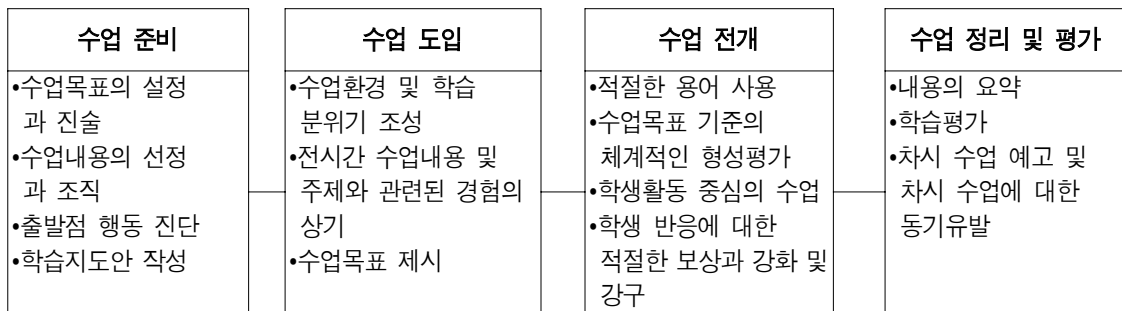 수업 준비
•수업목표의 설정
과 진술
•수업내용의 선정
과 조직
•출발점 행동 진단
•학습지도안 작성
수업 도입
•수업환경 및 학습
분위기 조성
•전시간 수업내용 및
주제와 관련된 경험의
상기
•수업목표 제시
수업 전개
•적절한 용어 사용
•수업목표 기준의
체계적인 형성평가
•학생활동 중심의 수업
•학생 반응에 대한
적절한 보상과 강화 및
강구
수업 정리 및 평가
•내용의 요약
•학습평가
•차시 수업 예고 및
차시 수업에 대한
동기유발